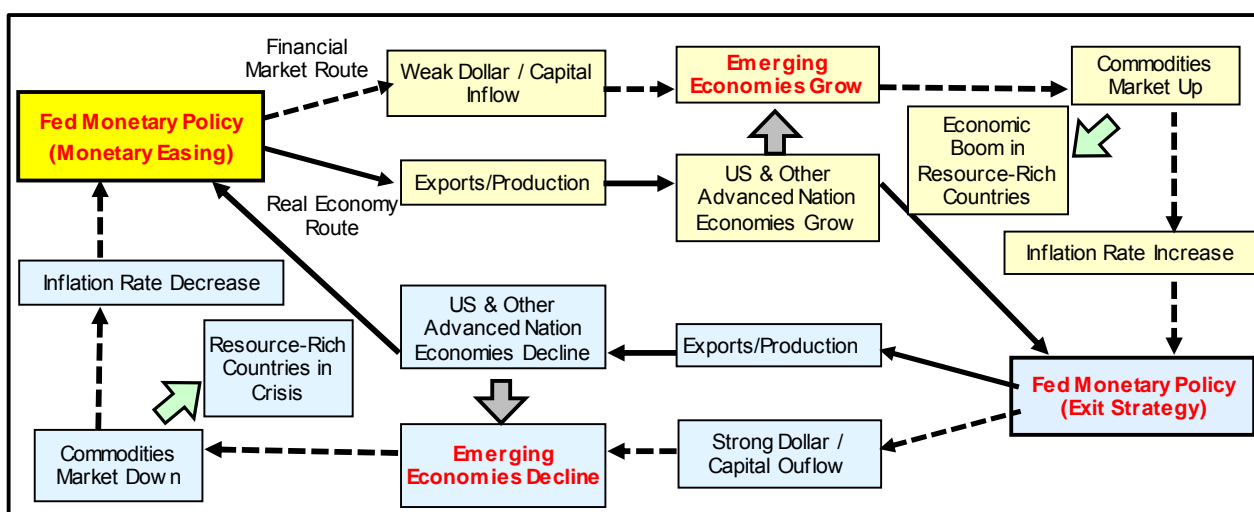 Financial
Market Route
Weak Dollar / Capital
Inflow
Emerging
Economies Grow
Commodities
Market Up
Fed Monetary Policy
(Monetary Easing)
Economic
Boom in
Resource-Rich
Countries
Exports/Production
US & Other
Advanced Nation
Economies Grow
Real Economy
Route
Inflation Rate Increase
Inflation Rate Decrease
US & Other
Advanced Nation
Economies Decline
Exports/Production
Resource-Rich
Countries in
Crisis
Fed Monetary Policy
(Exit Strategy)
Commodities
Market Down
Emerging
Economies Decline
Strong Dollar /
Capital Ouflow